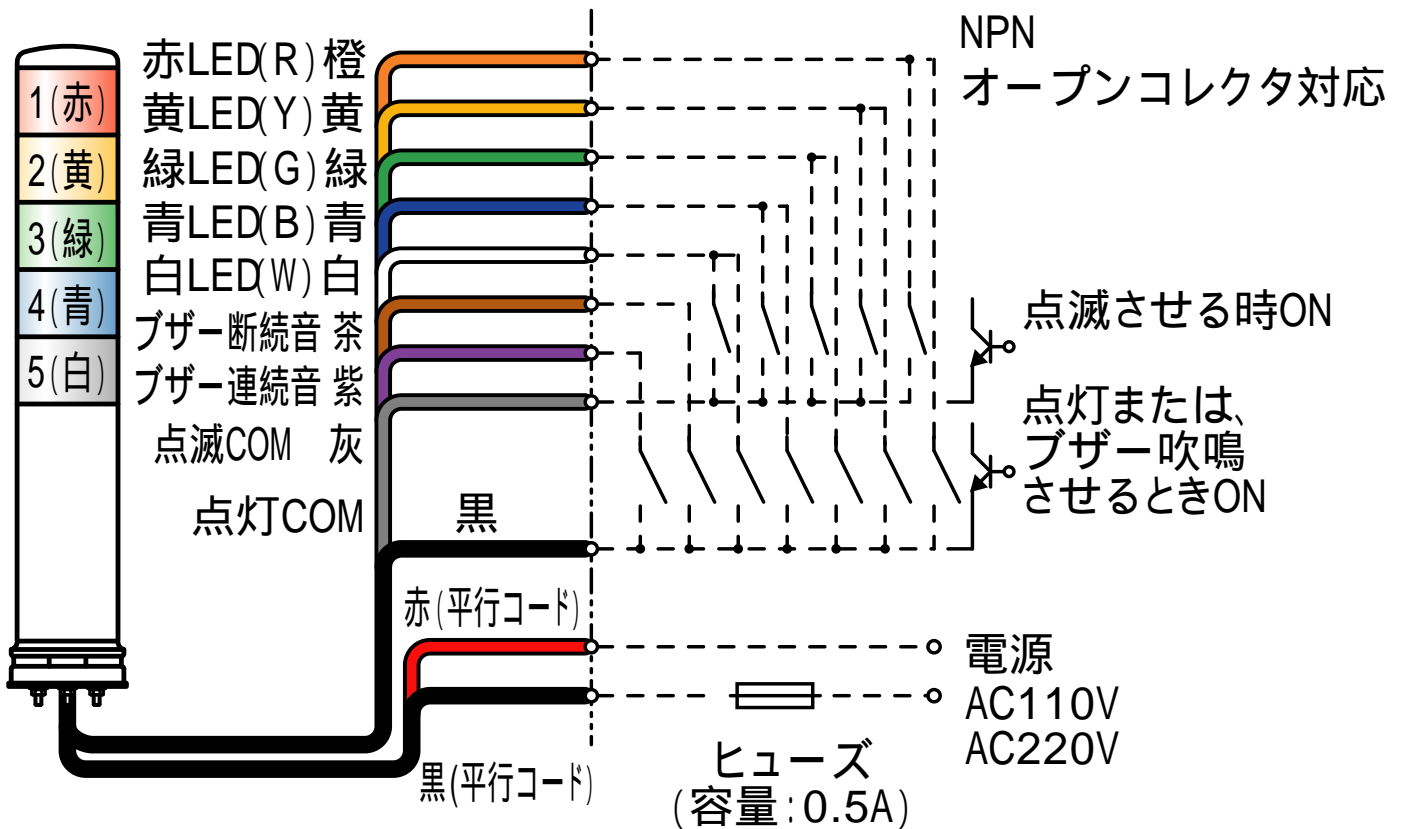 1(赤)
2(黄)
3(緑)
4(青)
5(白)
赤LED(R)橙
黄LED(Y)黄
緑LED(G)緑
青LED(B)青
白LED(W)白
ブザー断続音 茶
ブザー連続音 紫
点滅COM 灰
点灯COM 黒
赤(平行コード)
黒(平行コード)
NPN
オープンコレクタ対応
点滅させる時ON
点灯または、
ブザー吹鳴
させるときON
電源
AC110V
AC220V
ヒューズ
(容量:0.5A)